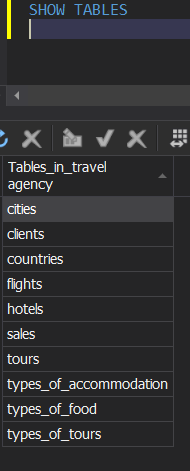 SHOW TABLES
Tables_in_travel
agency
cities
clients
countries
flights
hotels
sales
tours
types_of_accommodation
types_of_food
types_of_tours